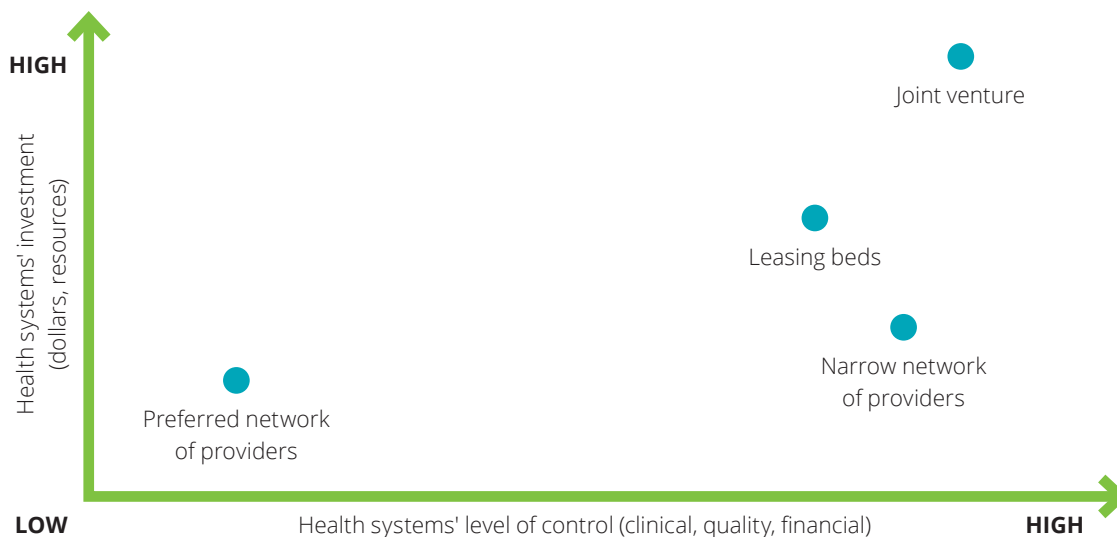 HIGH
Joint venture
Health systems' investment
(dollars, resources)
Leasing beds
Narrow network
of providers
Preferred network
of providers
LOW
Health systems' level of control (clinical, quality, financial)
HIGH